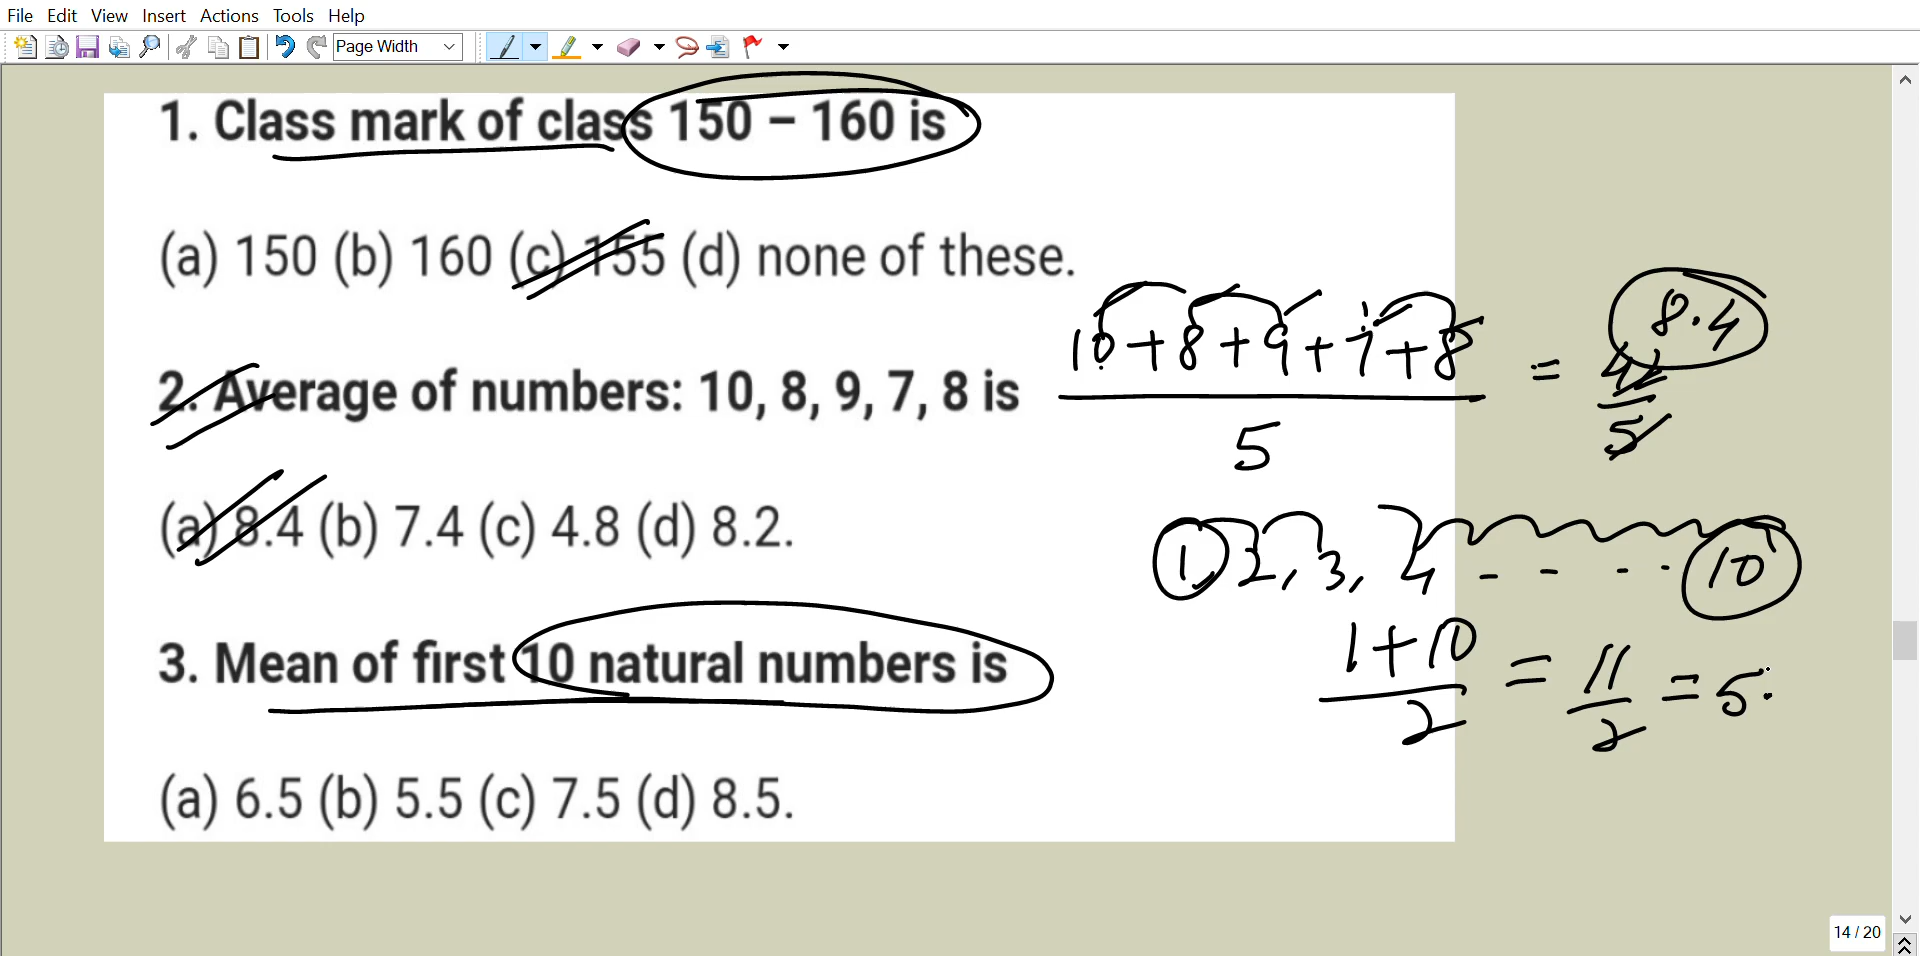 File Edit View Insert Actions Tools Help
Page Width
1. Class mark of class 150 – 160 is
(a) 150 (b) 160 (c) 155 (d) none of these.
10+8+9+7+8 = 42 8.4
5 5
2. Average of numbers: 10, 8, 9, 7, 8 is
(a) 8.4 (b) 7.4 (c) 4.8 (d) 8.2.
1, 2, 3, 4 - - - - 10
3. Mean of first 10 natural numbers is
1+10 = 11 = 5.
2 2
(a) 6.5 (b) 5.5 (c) 7.5 (d) 8.5.
14 / 20